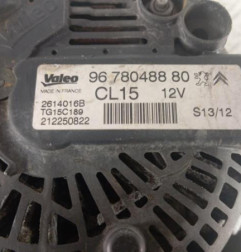 Valeo 96 780488 80
MADE IN FRANCE CL15 12V
2614016B S13/12
TG15C189
212250822